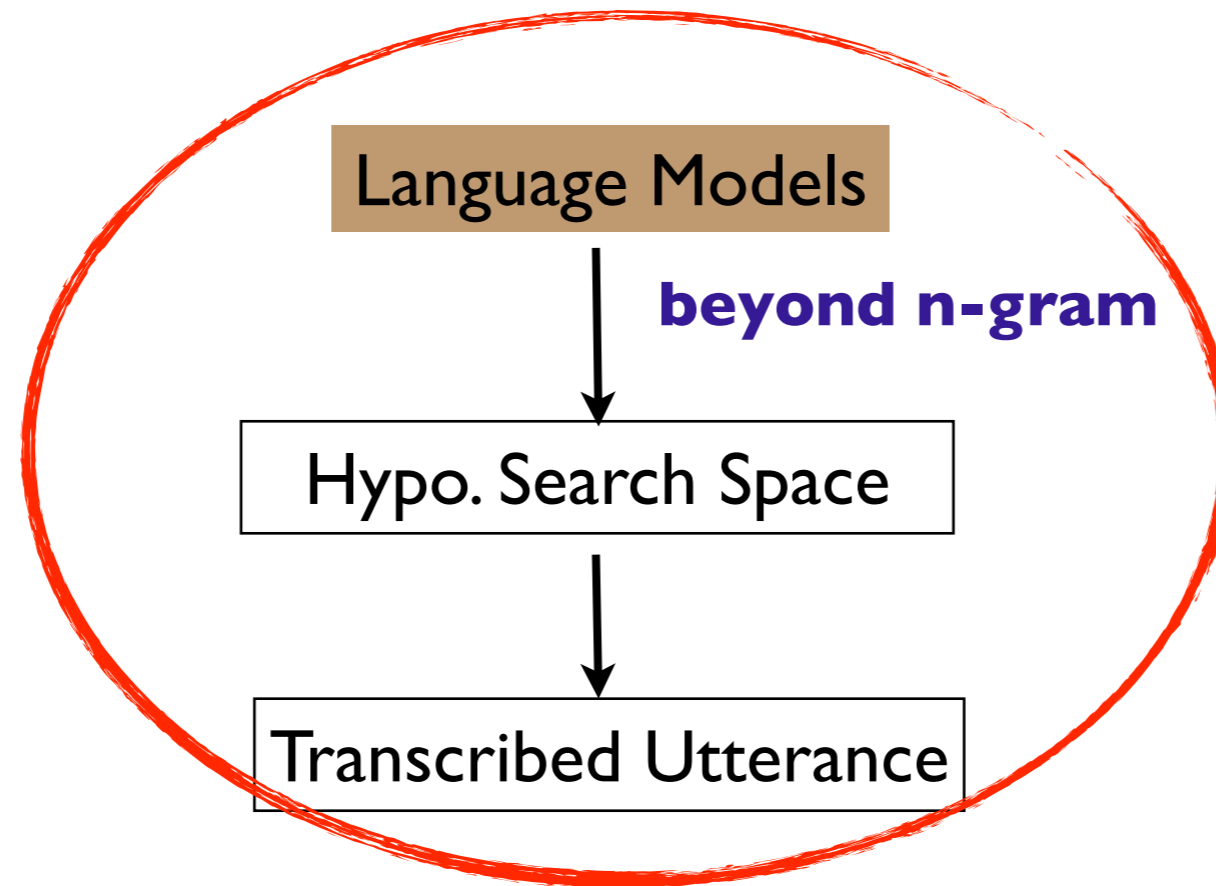 Language Models
beyond n-gram
Hypo. Search Space
Transcribed Utterance